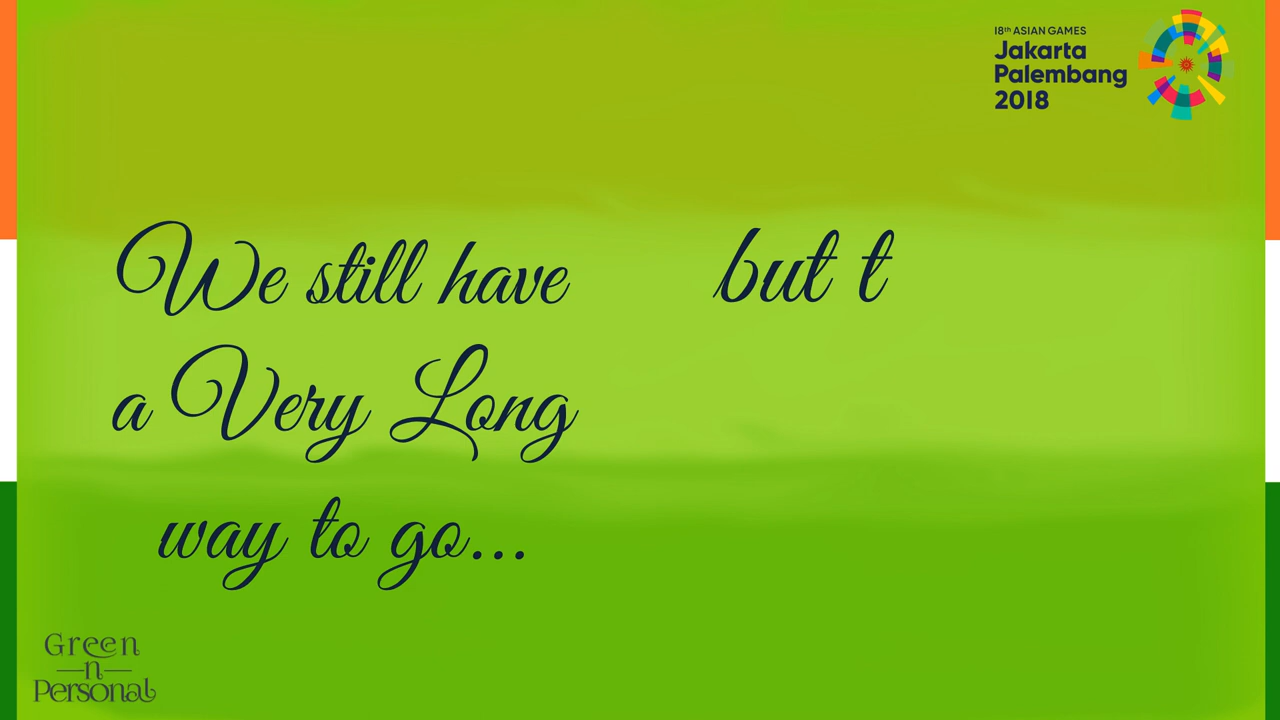 18th ASIAN GAMES
Jakarta
Palembang
2018
We still have
a Very Long
way to go...
but t
Green
n
Personal